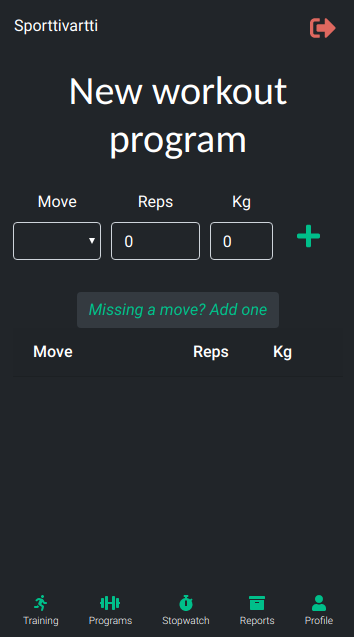 Sporttivartti
New workout
program
Move Reps Kg
0 0
Missing a move? Add one
Move Reps Kg
Training Programs Stopwatch Reports Profile